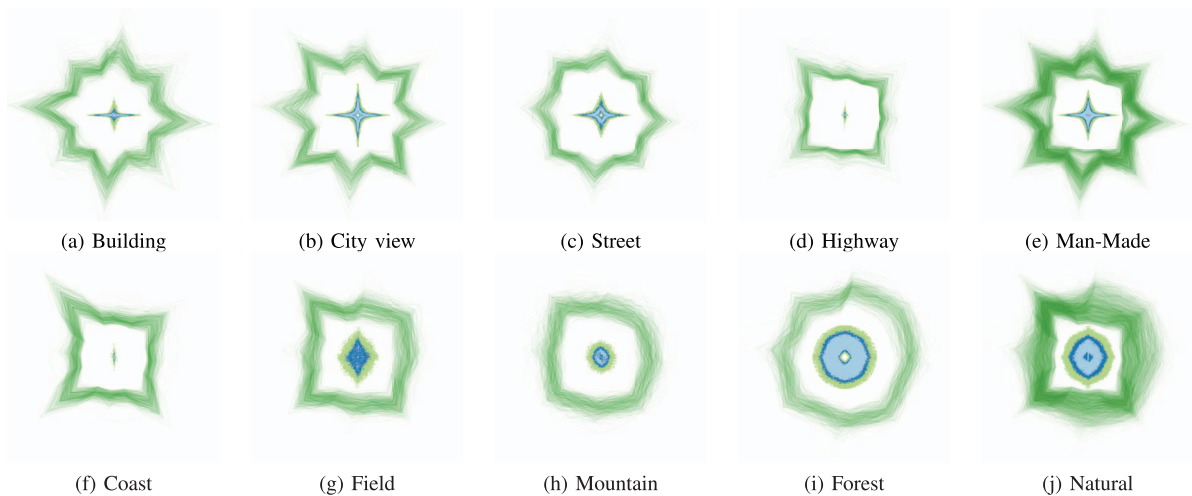 (a) Building
(b) City view
(c) Street
(d) Highway
(e) Man-Made
(f) Coast
(g) Field
(h) Mountain
(i) Forest
(j) Natural